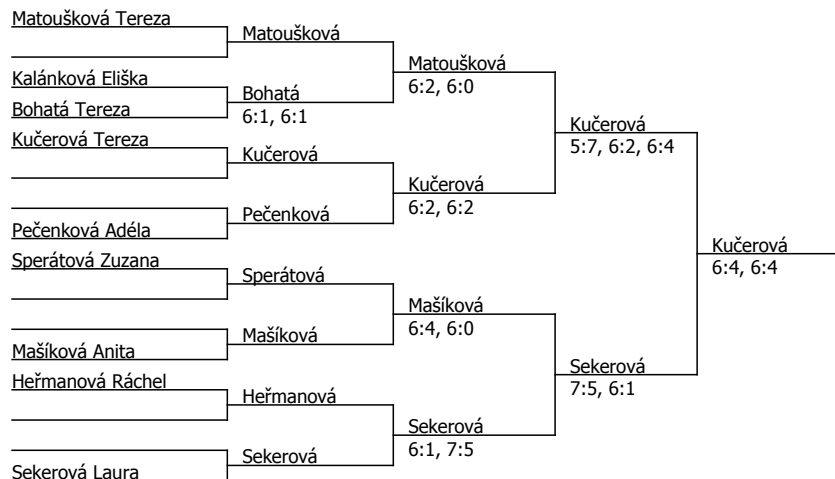 Matoušková Tereza
Matoušková
Matoušková
6:2, 6:0
Kalánková Eliška
Bohatá
6:1, 6:1
Bohatá Tereza
Kučerová
5:7, 6:2, 6:4
Kučerová Tereza
Kučerová
Kučerová
6:2, 6:2
Pečenková
Pečenková Adéla
Kučerová
6:4, 6:4
Sperátová Zuzana
Sperátová
Mašíková
6:4, 6:0
Mašíková
Mašíková Anita
Sekerová
7:5, 6:1
Heřmanová Ráchel
Heřmanová
Sekerová
6:1, 7:5
Sekerová
Sekerová Laura